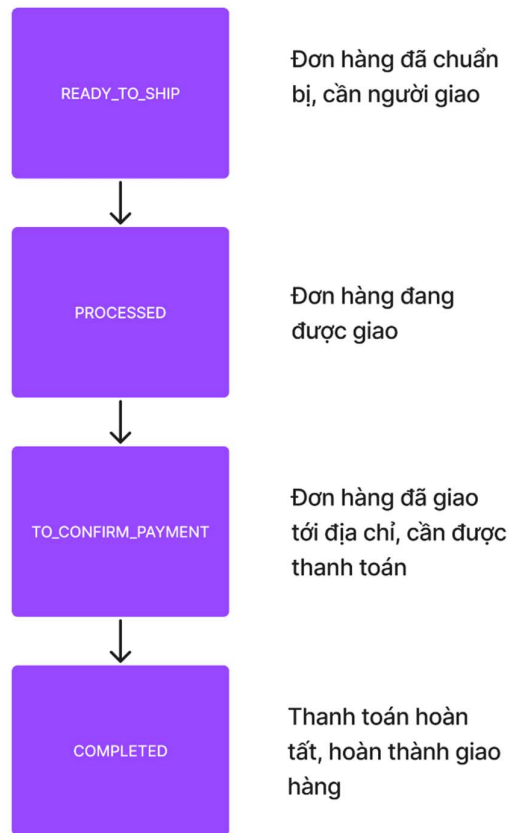 READY_TO_SHIP
Đơn hàng đã chuẩn
bị, cần người giao
PROCESSED
Đơn hàng đang
được giao
TO_CONFIRM_PAYMENT
Đơn hàng đã giao
tới địa chỉ, cần được
thanh toán
COMPLETED
Thanh toán hoàn
tất, hoàn thành giao
hàng